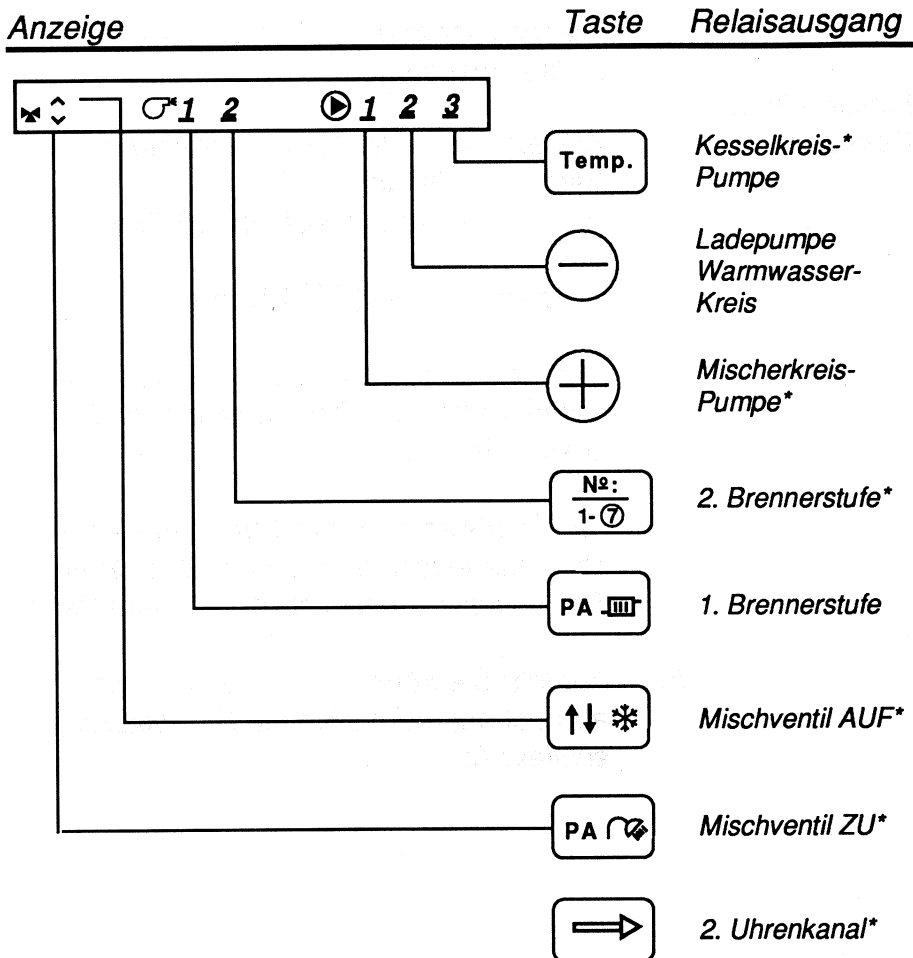 Anzeige Taste Relaisausgang
1 2 1 2 3
Temp. Kesselkreis-*
Pumpe
Ladepumpe
Warmwasser-
Kreis
Mischerkreis-
Pumpe*
Nº:
1-⑦ 2. Brennerstufe*
PA 1. Brennerstufe
↑↓ Mischventil AUF*
PA Mischventil ZU*
2. Uhrenkanal*